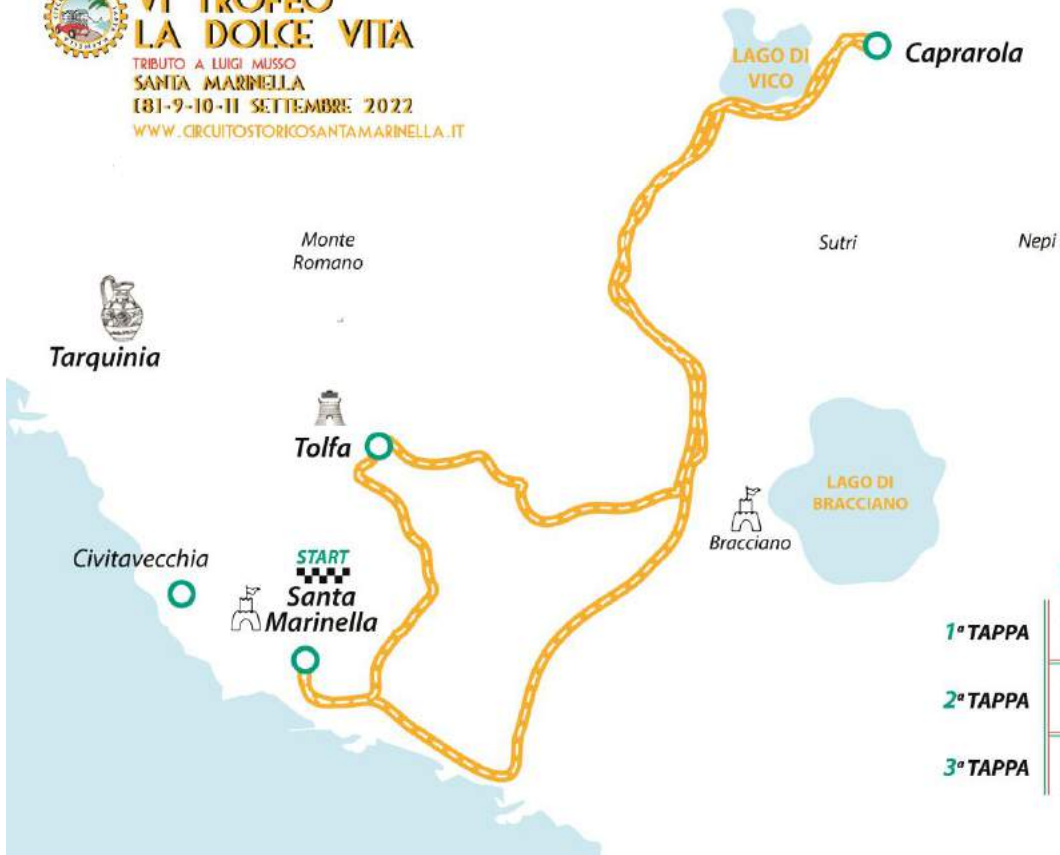 VI TROFEO
LA DOLCE VITA
TRIBUTO A LUIGI MUSSO
SANTA MARINELLA
(8)-9-10-11 SETTEMBRE 2022
WWW.CIRCUITOSTORICOSANTAMARINELLA.IT
LAGO DI
VICO
Caprarola
Monte
Romano
Sutri
Nepi
Tarquinia
Tolfa
LAGO DI
BRACCIANO
Bracciano
Civitavecchia
START
Santa
Marinella
1ª TAPPA
2ª TAPPA
3ª TAPPA